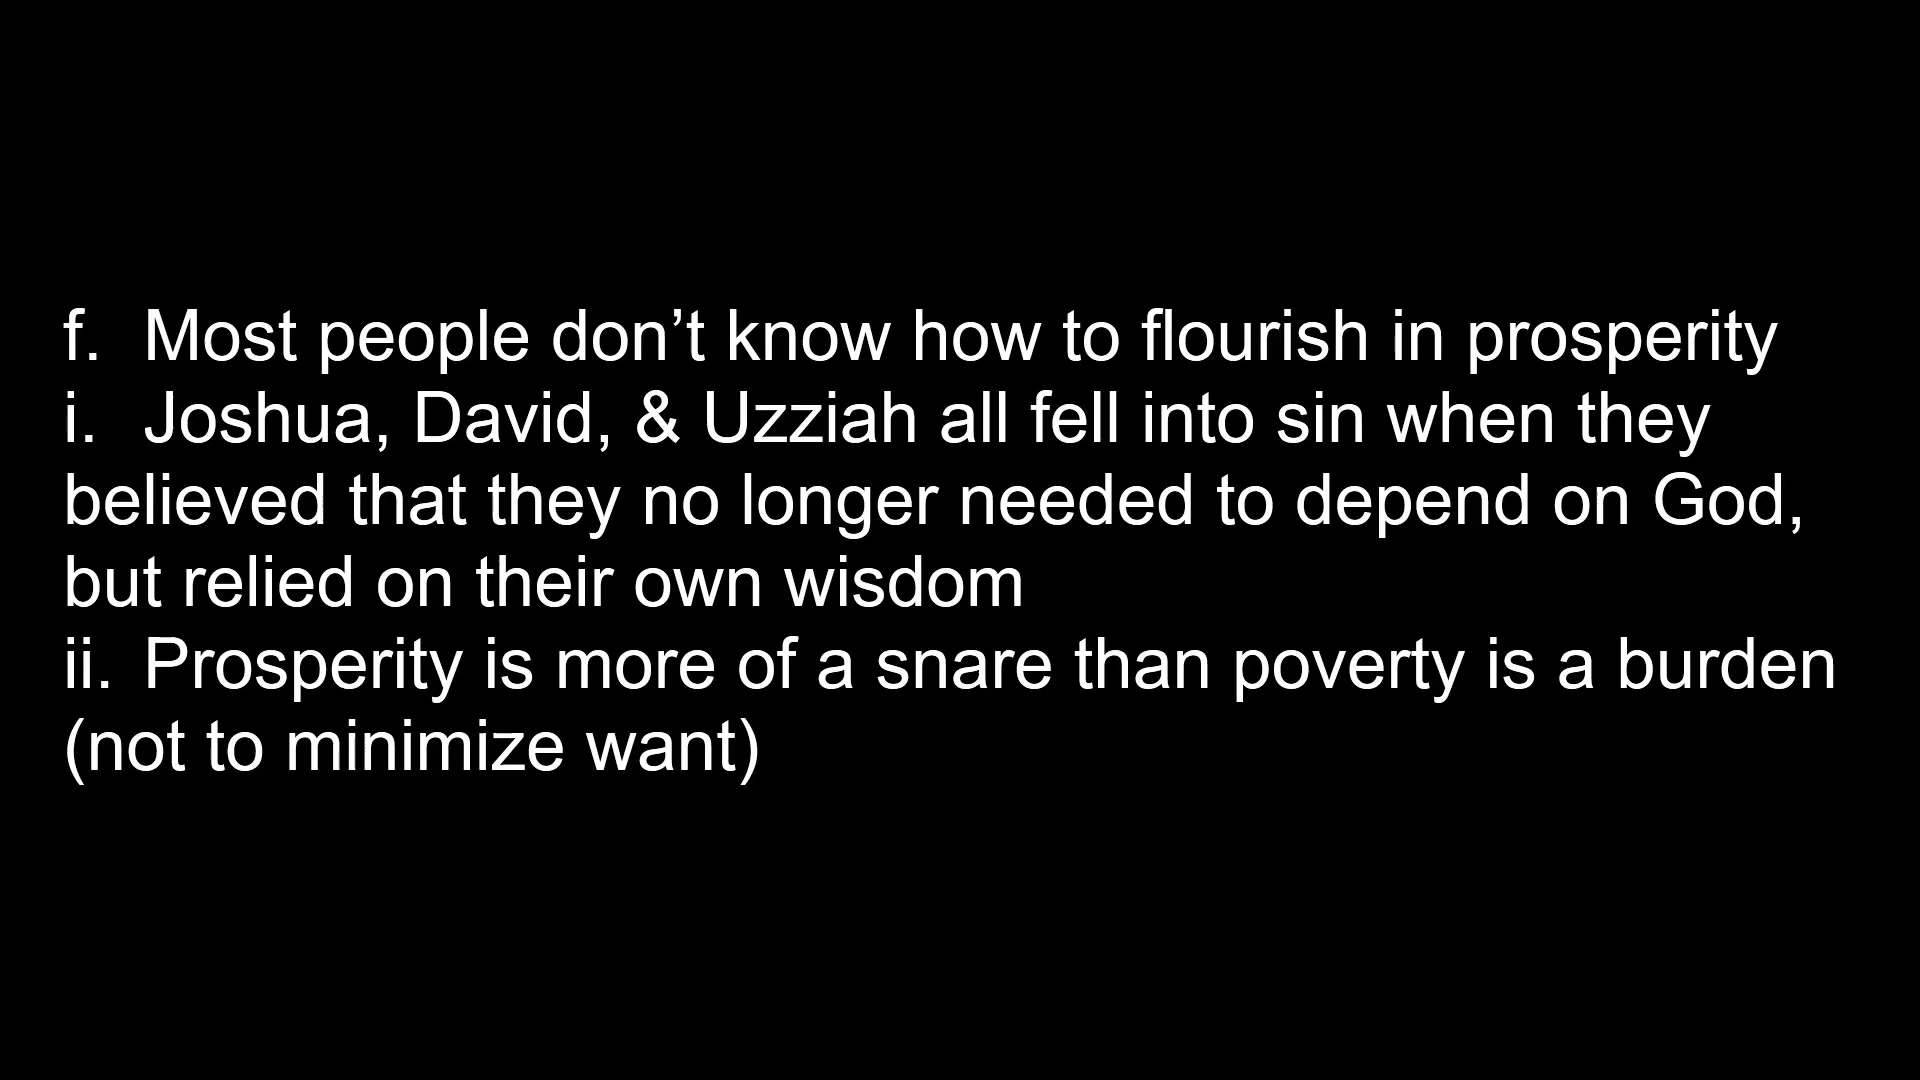 f. Most people don’t know how to flourish in prosperity
i. Joshua, David, & Uzziah all fell into sin when they
believed that they no longer needed to depend on God,
but relied on their own wisdom
ii. Prosperity is more of a snare than poverty is a burden
(not to minimize want)